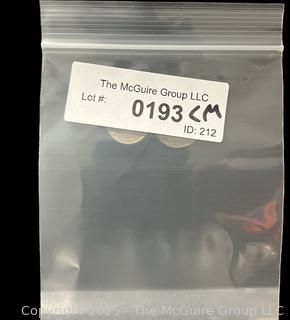 The McGuire Group LLC
Lot #:
0193 CM
ID: 212
Copyright 2025 - The McGuire Group LLC